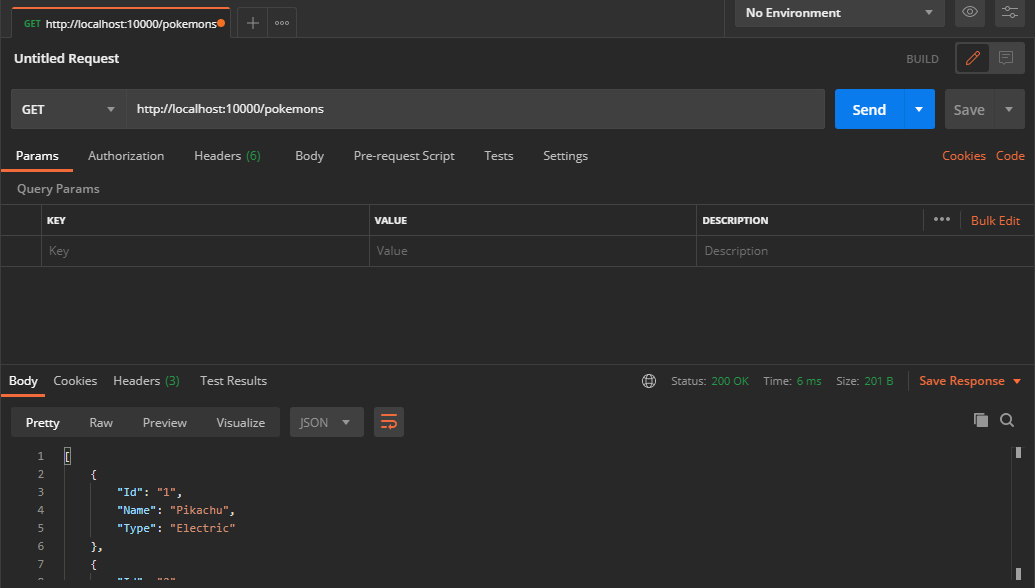 GET http://localhost:10000/pokemons
No Environment
Untitled Request
BUILD
GET http://localhost:10000/pokemons Send Save
Params Authorization Headers (6) Body Pre-request Script Tests Settings Cookies Code
Query Params
KEY VALUE DESCRIPTION ••• Bulk Edit
Key Value Description
Body Cookies Headers (3) Test Results Status: 200 OK Time: 6 ms Size: 201 B Save Response
Pretty Raw Preview Visualize JSON
1 [
2 {
3 "Id": "1",
4 "Name": "Pikachu",
5 "Type": "Electric"
6 },
7 {